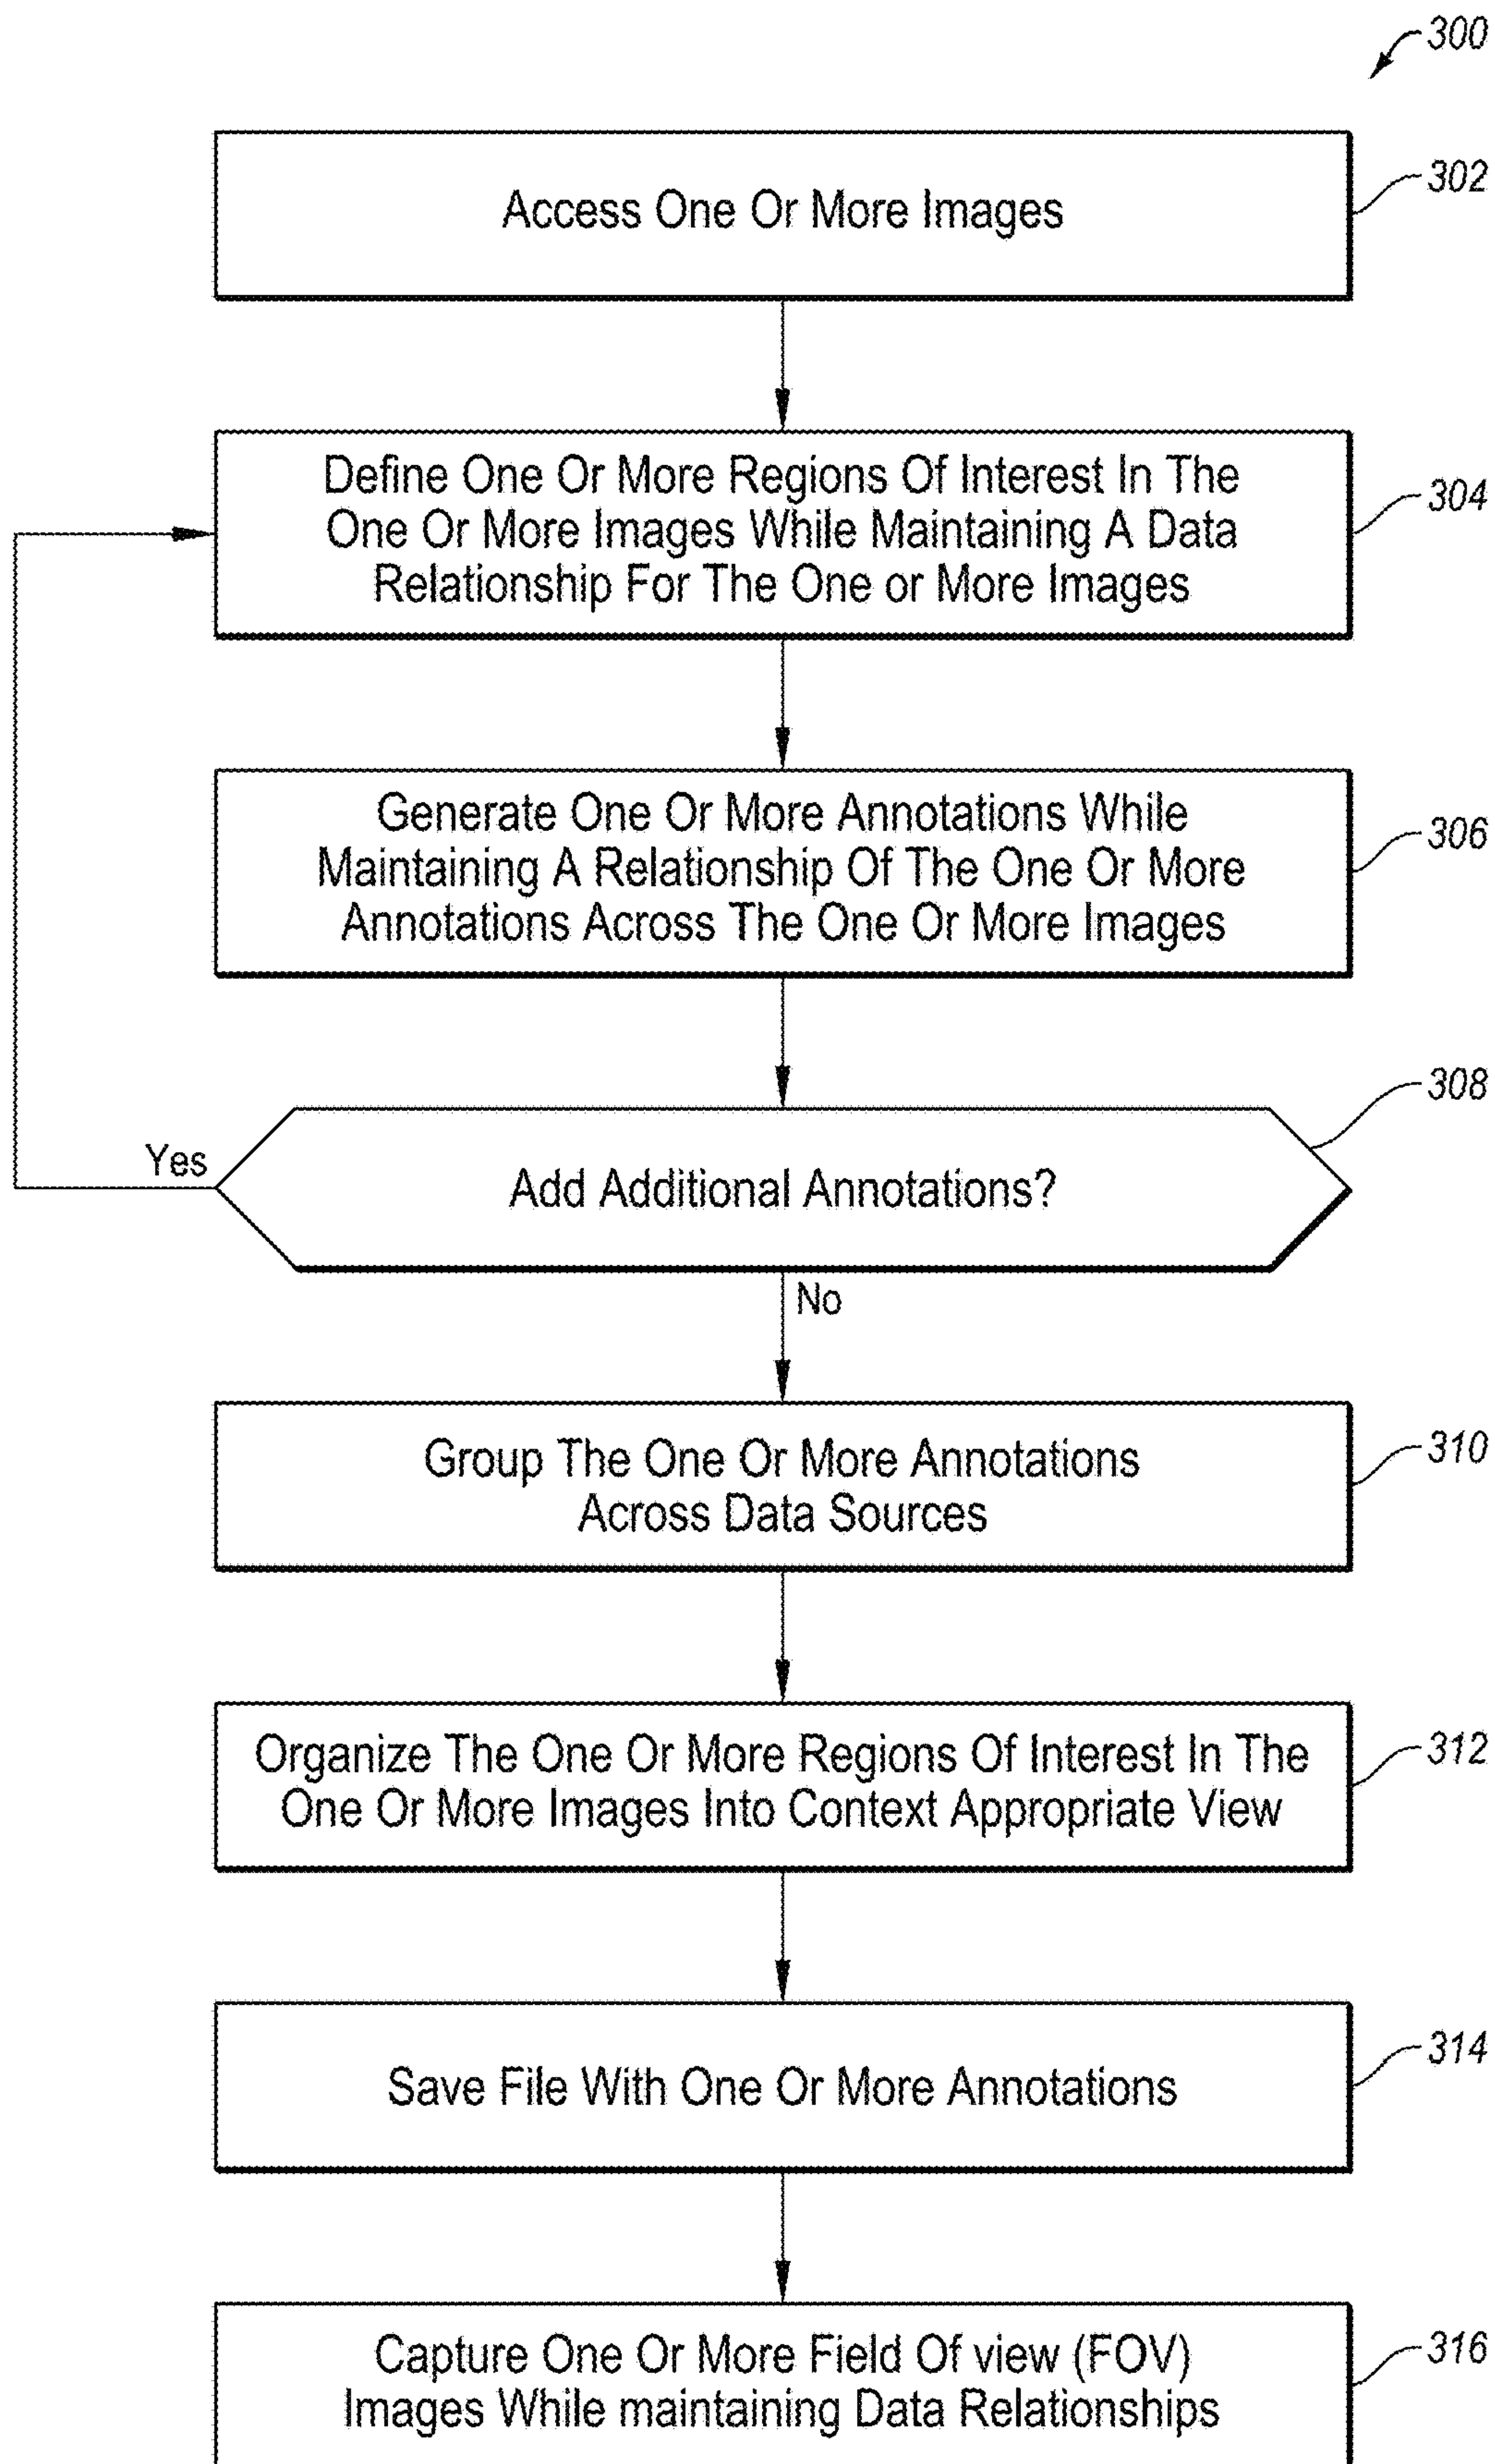 300
Access One Or More Images
302
Define One Or More Regions Of Interest In The
One Or More Images While Maintaining A Data
Relationship For The One or More Images
304
Generate One Or More Annotations While
Maintaining A Relationship Of The One Or More
Annotations Across The One Or More Images
306
308
Yes
Add Additional Annotations?
No
Group The One Or More Annotations
Across Data Sources
310
Organize The One Or More Regions Of Interest In The
One Or More Images Into Context Appropriate View
312
Save File With One Or More Annotations
314
Capture One Or More Field Of view (FOV)
Images While maintaining Data Relationships
316